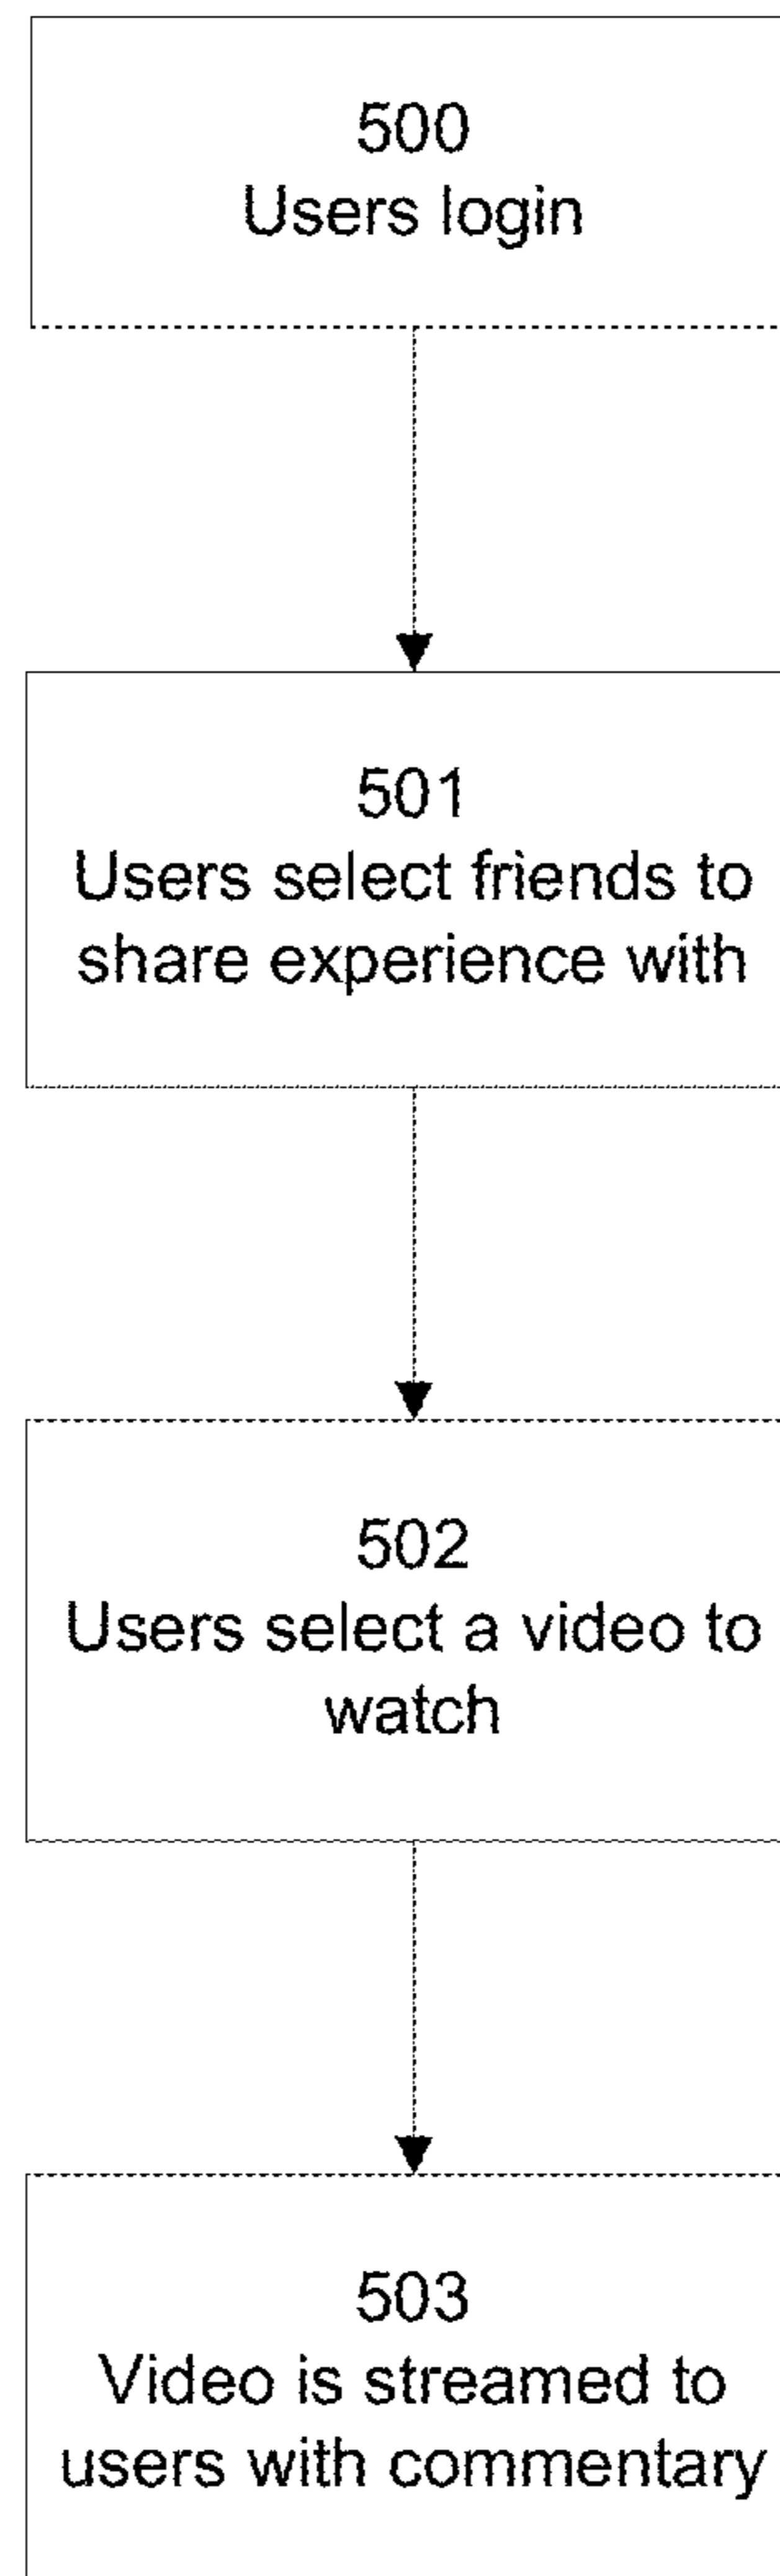 500
Users login
501
Users select friends to
share experience with
502
Users select a video to
watch
503
Video is streamed to
users with commentary